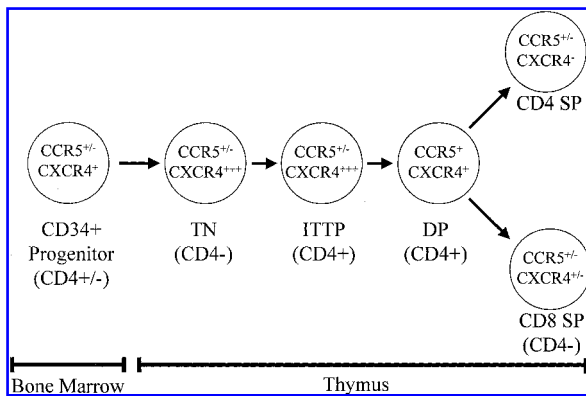 CCR5+/-
CXCR4-
CD4 SP
CCR5+/-
CXCR4+
CD34+
Progenitor
(CD4+/-)
CCR5+/-
CXCR4+++
TN
(CD4-)
CCR5+/-
CXCR4+++
ITTP
(CD4+)
CCR5+
CXCR4+
DP
(CD4+)
CCR5+/-
CXCR4+/-
CD8 SP
(CD4-)
Bone Marrow
Thymus